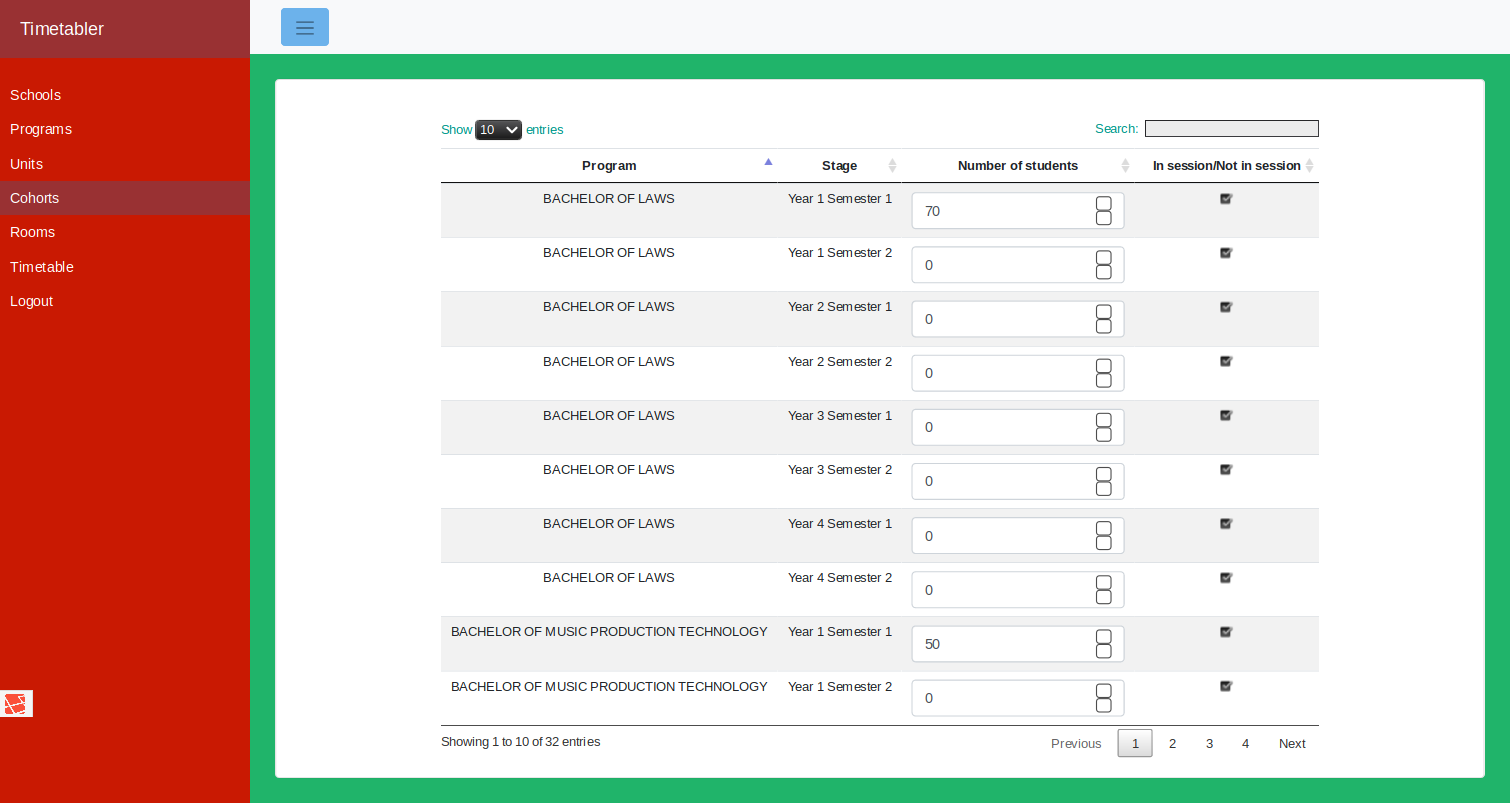 Timetabler
Schools
Programs
Units
Cohorts
Rooms
Timetable
Logout
Show 10 entries
Search:
Program Stage Number of students In session/Not in session
BACHELOR OF LAWS Year 1 Semester 1 70
BACHELOR OF LAWS Year 1 Semester 2 0
BACHELOR OF LAWS Year 2 Semester 1 0
BACHELOR OF LAWS Year 2 Semester 2 0
BACHELOR OF LAWS Year 3 Semester 1 0
BACHELOR OF LAWS Year 3 Semester 2 0
BACHELOR OF LAWS Year 4 Semester 1 0
BACHELOR OF LAWS Year 4 Semester 2 0
BACHELOR OF MUSIC PRODUCTION TECHNOLOGY Year 1 Semester 1 50
BACHELOR OF MUSIC PRODUCTION TECHNOLOGY Year 1 Semester 2 0
Showing 1 to 10 of 32 entries
Previous 1 2 3 4 Next